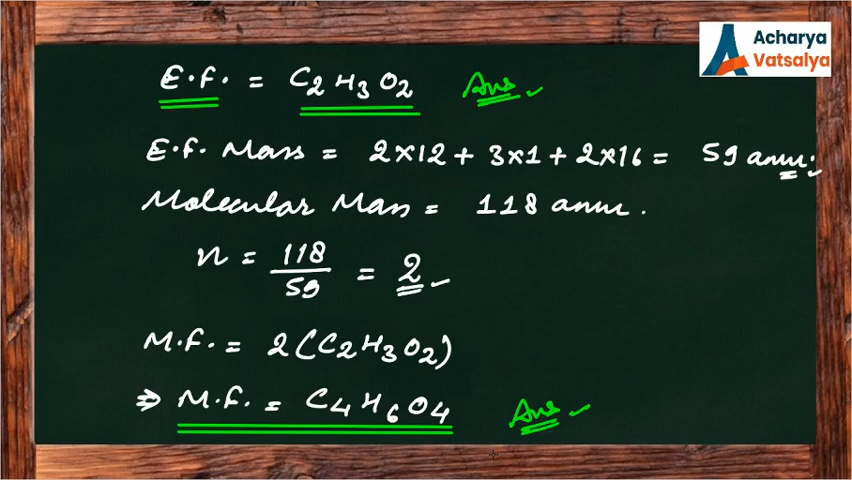 Acharya
Vatsalya
E.F. = C₂H₃O₂ Ans
E.F. Mass = 2×12 + 3×1 + 2×16 = 59 amu.
Molecular Mass = 118 amu.
n = 118/59 = 2
M.F. = 2(C₂H₃O₂)
⇒ M.F. = C₄H₆O₄ Ans